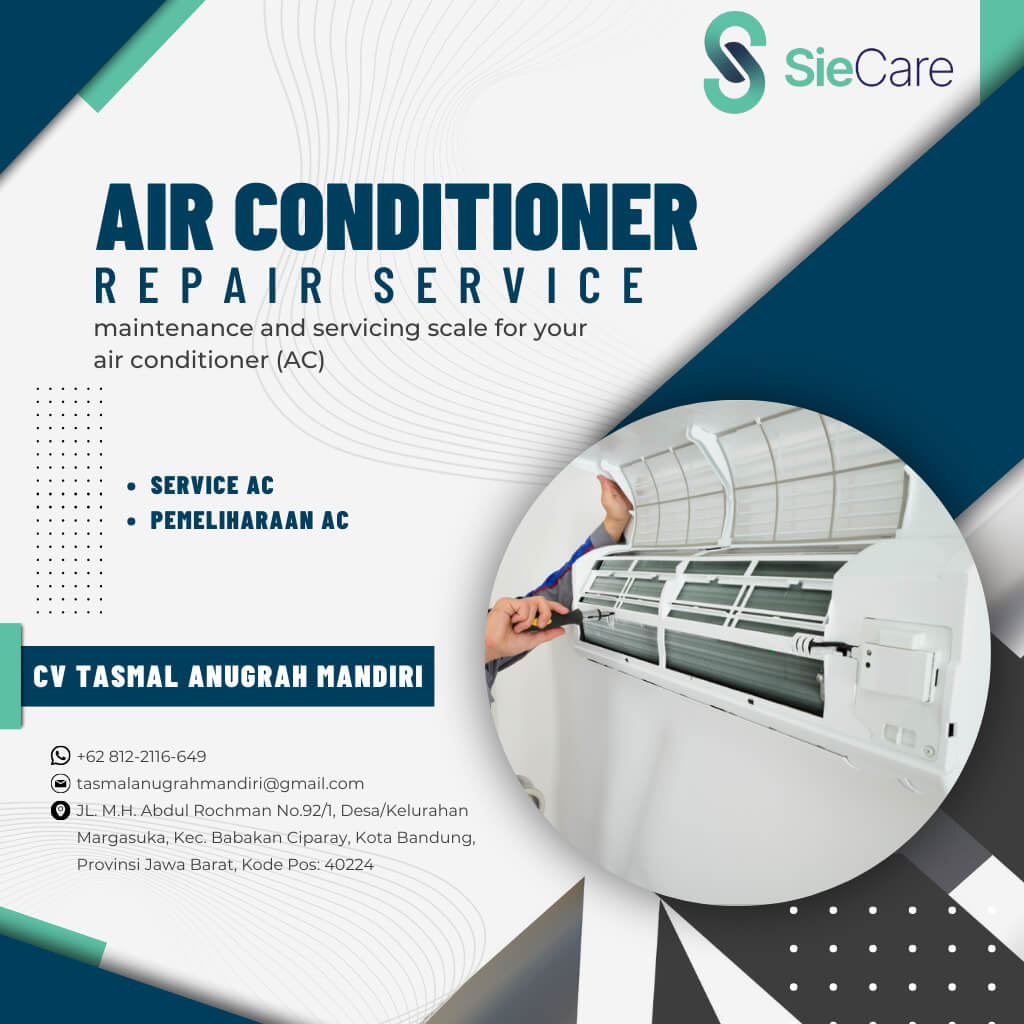 SieCare
AIR CONDITIONER
REPAIR SERVICE
maintenance and servicing scale for your
air conditioner (AC)
• SERVICE AC
• PEMELIHARAAN AC
CV TASMAL ANUGRAH MANDIRI
+62 812-2116-649
tasmalanugrahmandiri@gmail.com
JL. M.H. Abdul Rochman No.92/1, Desa/Kelurahan
Margasuka, Kec. Babakan Ciparay, Kota Bandung,
Provinsi Jawa Barat, Kode Pos: 40224